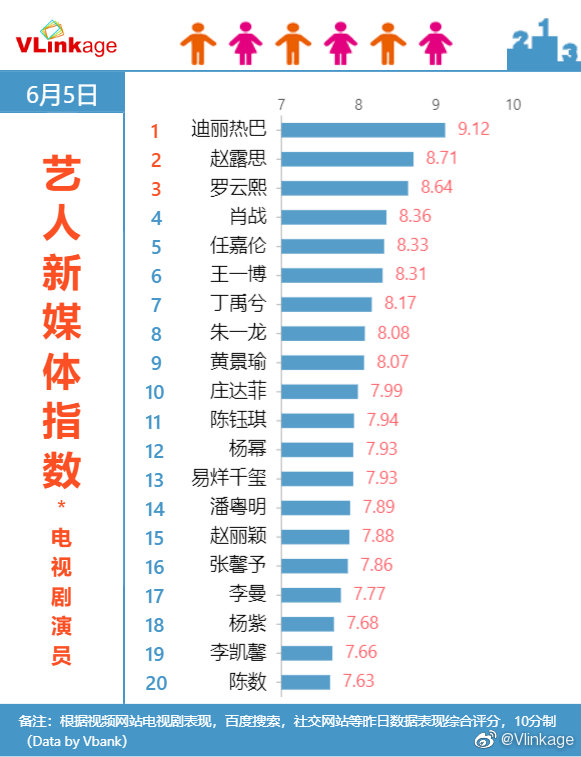 VLinkage
1
2
3
6月5日
艺人新媒体指数
*
电视剧演员
7 8 9 10
1 迪丽热巴 9.12
2 赵露思 8.71
3 罗云熙 8.64
4 肖战 8.36
5 任嘉伦 8.33
6 王一博 8.31
7 丁禹兮 8.17
8 朱一龙 8.08
9 黄景瑜 8.07
10 庄达菲 7.99
11 陈钰琪 7.94
12 杨幂 7.93
13 易烊千玺 7.93
14 潘粤明 7.89
15 赵丽颖 7.88
16 张馨予 7.86
17 李曼 7.77
18 杨紫 7.68
19 李凯馨 7.66
20 陈数 7.63
备注：根据视频网站电视剧表现，百度搜索，社交网站等昨日数据表现综合评分，10分制
（Data by Vbank）
@Vlinkage